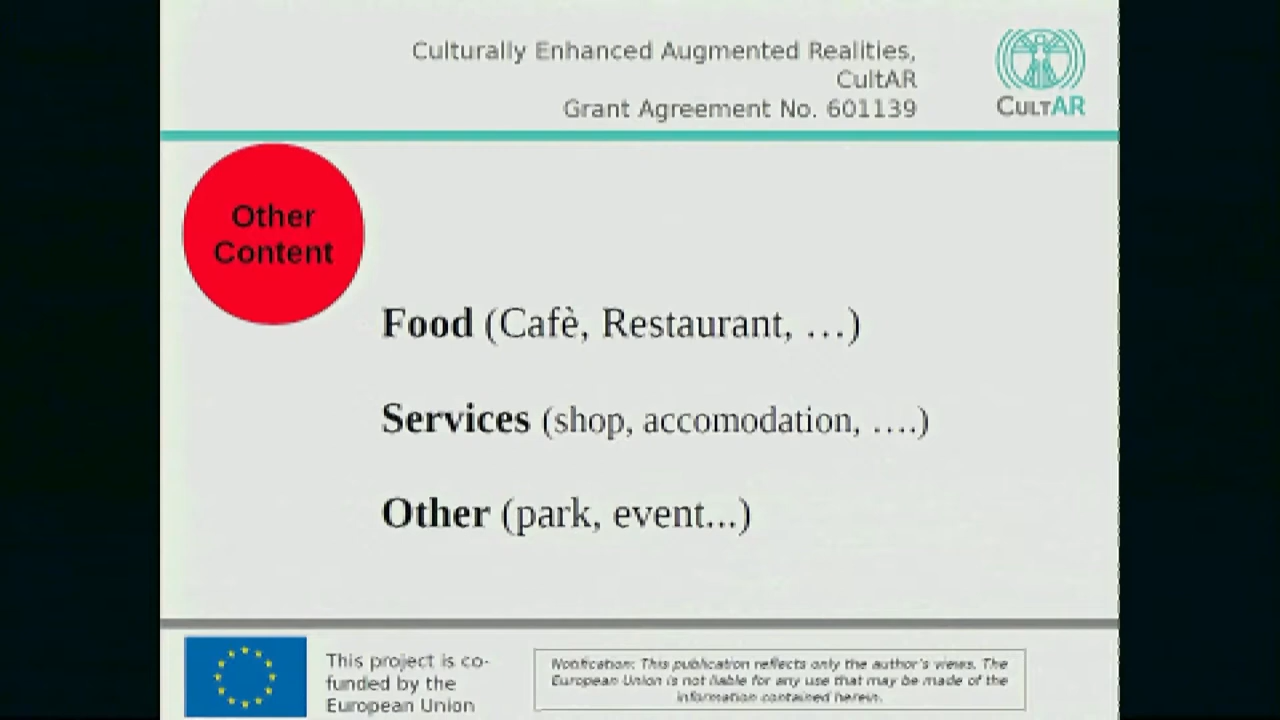 Culturally Enhanced Augmented Realities,
CultAR
Grant Agreement No. 601139
CULTAR
Other
Content
Food (Cafè, Restaurant, …)
Services (shop, accomodation, ….)
Other (park, event...)
This project is co-
funded by the
European Union
Notification: This publication reflects only the author's views. The
European Union is not liable for any use that may be made of the
information contained herein.